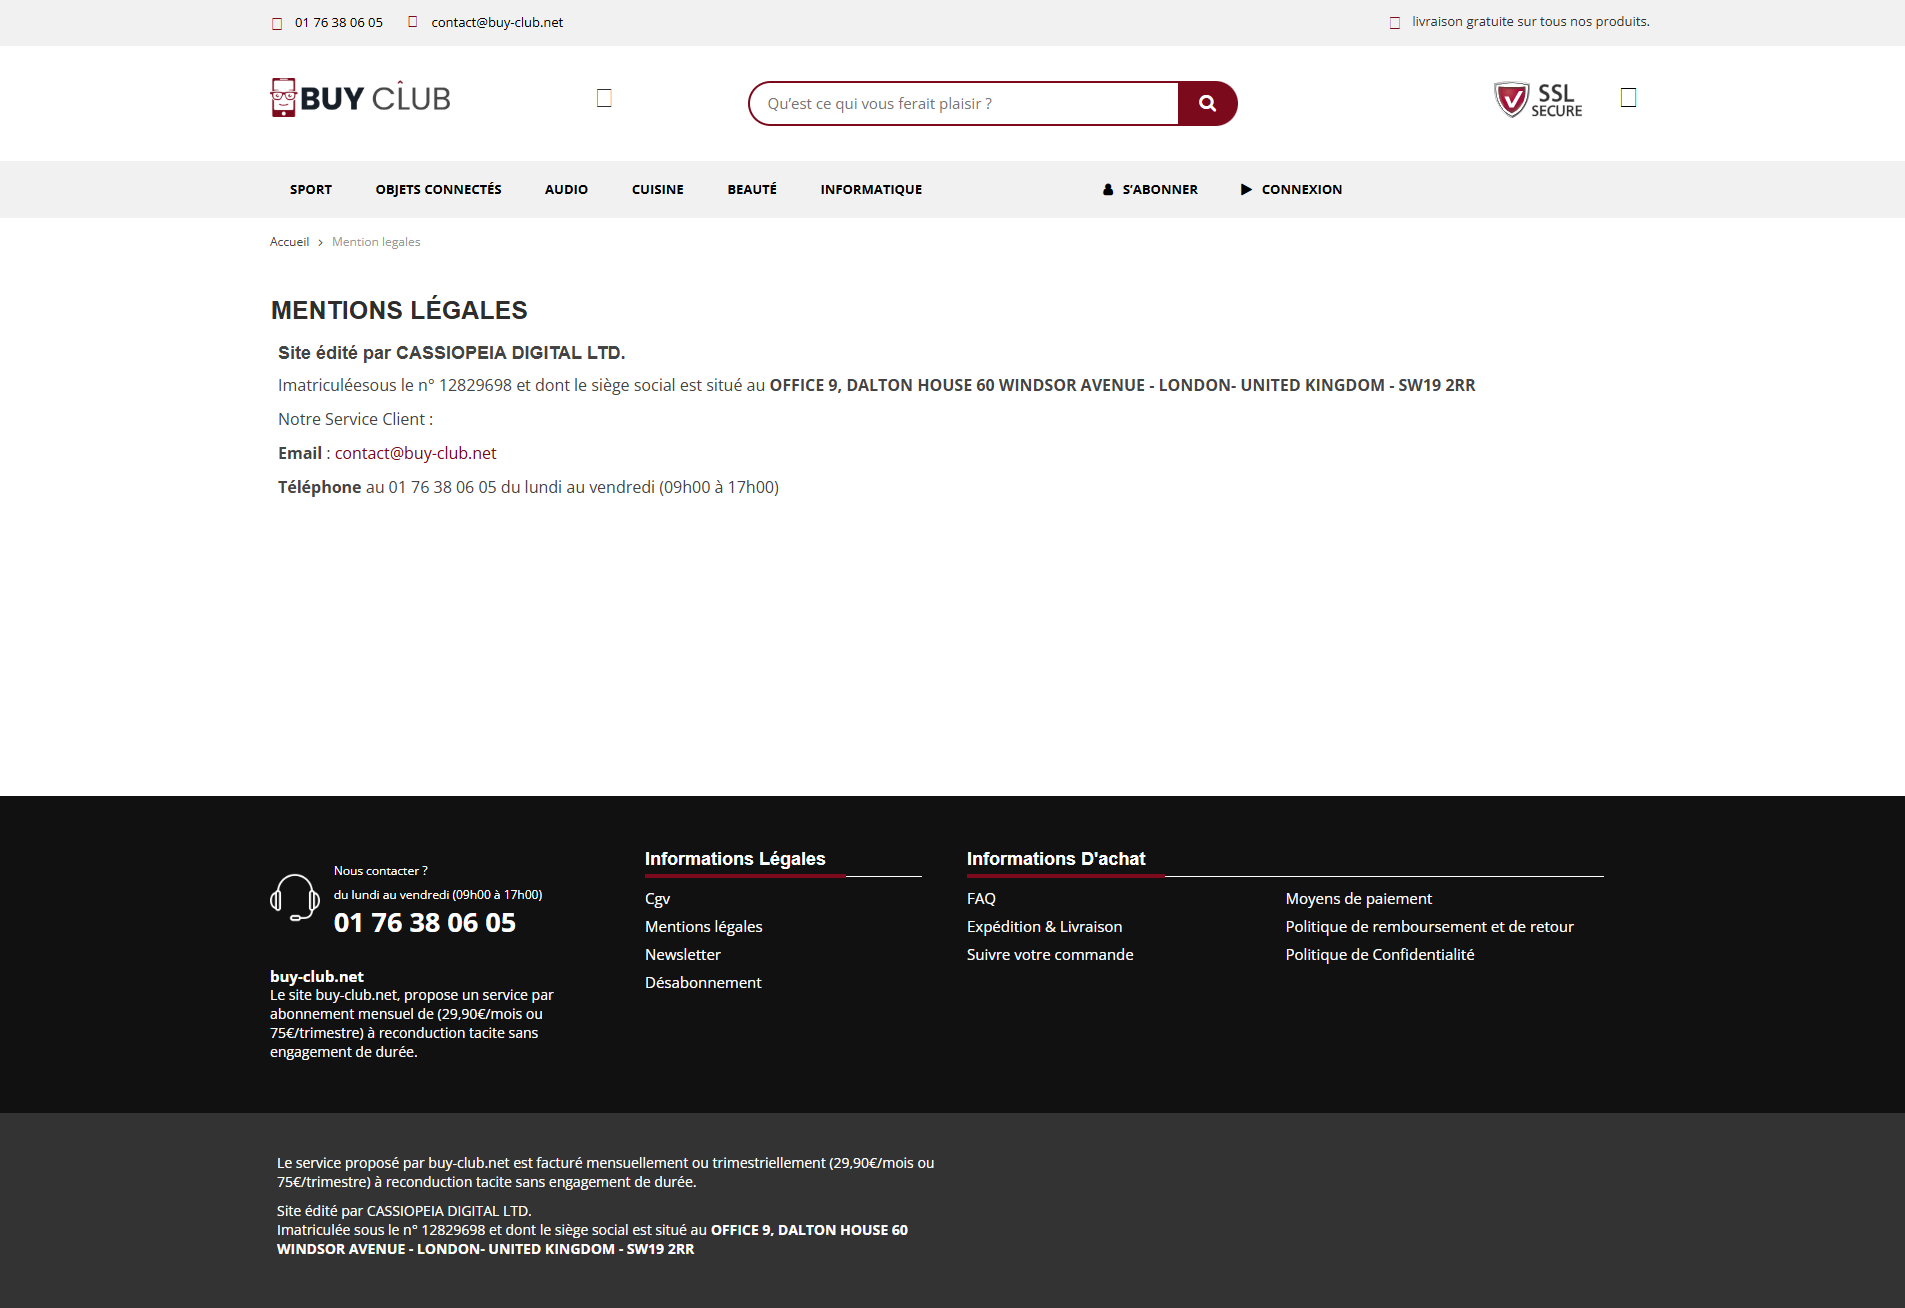 01 76 38 06 05
contact@buy-club.net
livraison gratuite sur tous nos produits.
BUY CLUB
Qu’est ce qui vous ferait plaisir ?
SSL
SECURE
SPORT
OBJETS CONNECTÉS
AUDIO
CUISINE
BEAUTÉ
INFORMATIQUE
S’ABONNER
CONNEXION
Accueil
Mention legales
MENTIONS LÉGALES
Site édité par CASSIOPEIA DIGITAL LTD.
Imatriculéesous le n° 12829698 et dont le siège social est situé au OFFICE 9, DALTON HOUSE 60 WINDSOR AVENUE - LONDON- UNITED KINGDOM - SW19 2RR
Notre Service Client :
Email : contact@buy-club.net
Téléphone au 01 76 38 06 05 du lundi au vendredi (09h00 à 17h00)
Nous contacter ?
du lundi au vendredi (09h00 à 17h00)
01 76 38 06 05
buy-club.net
Le site buy-club.net, propose un service par
abonnement mensuel de (29,90€/mois ou
75€/trimestre) à reconduction tacite sans
engagement de durée.
Informations Légales
Cgv
Mentions légales
Newsletter
Désabonnement
Informations D'achat
FAQ
Expédition & Livraison
Suivre votre commande
Moyens de paiement
Politique de remboursement et de retour
Politique de Confidentialité
Le service proposé par buy-club.net est facturé mensuellement ou trimestriellement (29,90€/mois ou
75€/trimestre) à reconduction tacite sans engagement de durée.
Site édité par CASSIOPEIA DIGITAL LTD.
Imatriculée sous le n° 12829698 et dont le siège social est situé au OFFICE 9, DALTON HOUSE 60
WINDSOR AVENUE - LONDON- UNITED KINGDOM - SW19 2RR